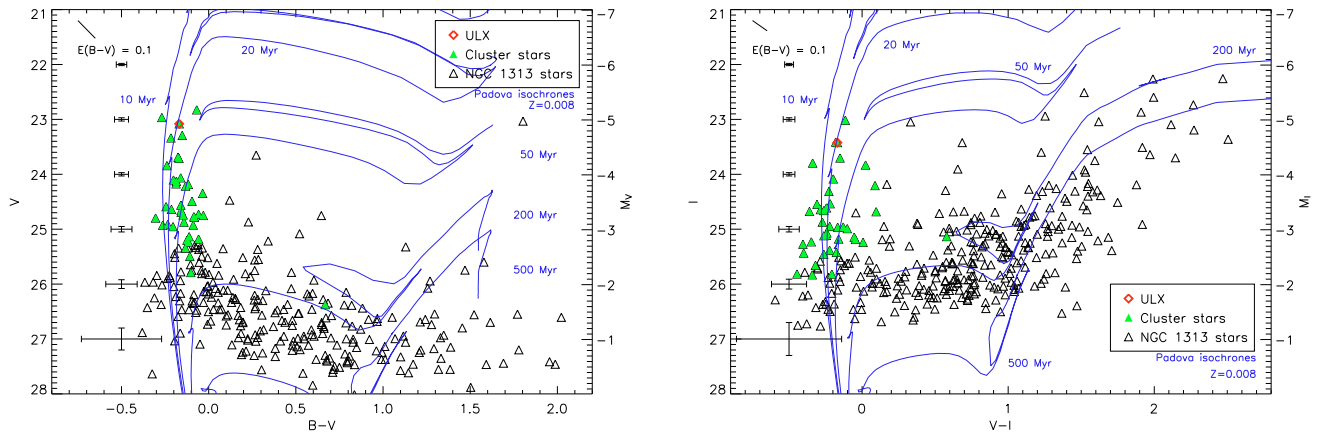 21
22
23
24
25
26
27
28
V
−0.5
0.0
0.5
1.0
1.5
2.0
B−V
−7
−6
−5
−4
−3
−2
−1
M_V
E(B−V) = 0.1
10 Myr
20 Myr
50 Myr
200 Myr
500 Myr
ULX
Cluster stars
NGC 1313 stars
Padova isochrones
Z=0.008
21
22
23
24
25
26
27
28
I
0
1
2
V−I
−7
−6
−5
−4
−3
−2
−1
M_I
E(B−V) = 0.1
10 Myr
20 Myr
50 Myr
200 Myr
500 Myr
ULX
Cluster stars
NGC 1313 stars
Padova isochrones
Z=0.008